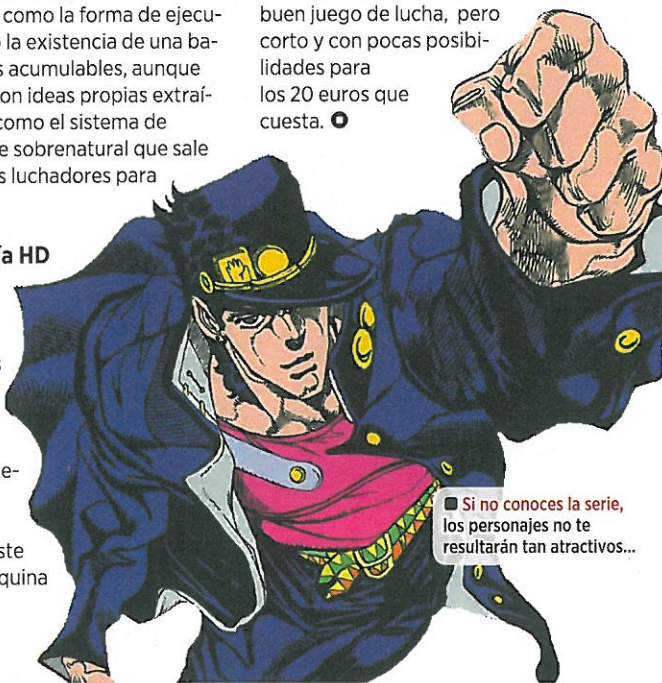 como la forma de ejecu-
la existencia de una ba-
s acumulables, aunque
on ideas propias extraí-
como el sistema de
e sobrenatural que sale
s luchadores para
ía HD
te-
ste
quina
buen juego de lucha, pero
corto y con pocas posibi-
lidades para
los 20 euros que
cuesta.
Si no conoces la serie,
los personajes no te
resultarán tan atractivos...